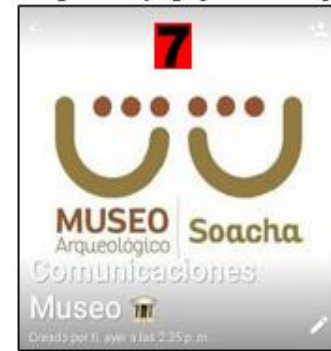 7
MUSEO
Arqueológico Soacha
Comunicaciones
Museo 🏛
Creado por ti, ayer a las 2:35 p. m.